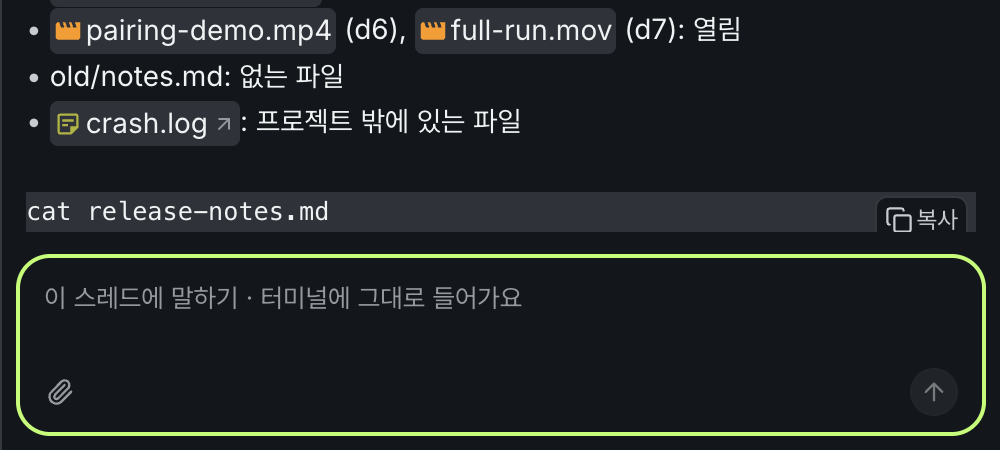 • pairing-demo.mp4 (d6), full-run.mov (d7): 열림
• old/notes.md: 없는 파일
• crash.log ↗: 프로젝트 밖에 있는 파일
cat release-notes.md
복사
이 스레드에 말하기 · 터미널에 그대로 들어가요